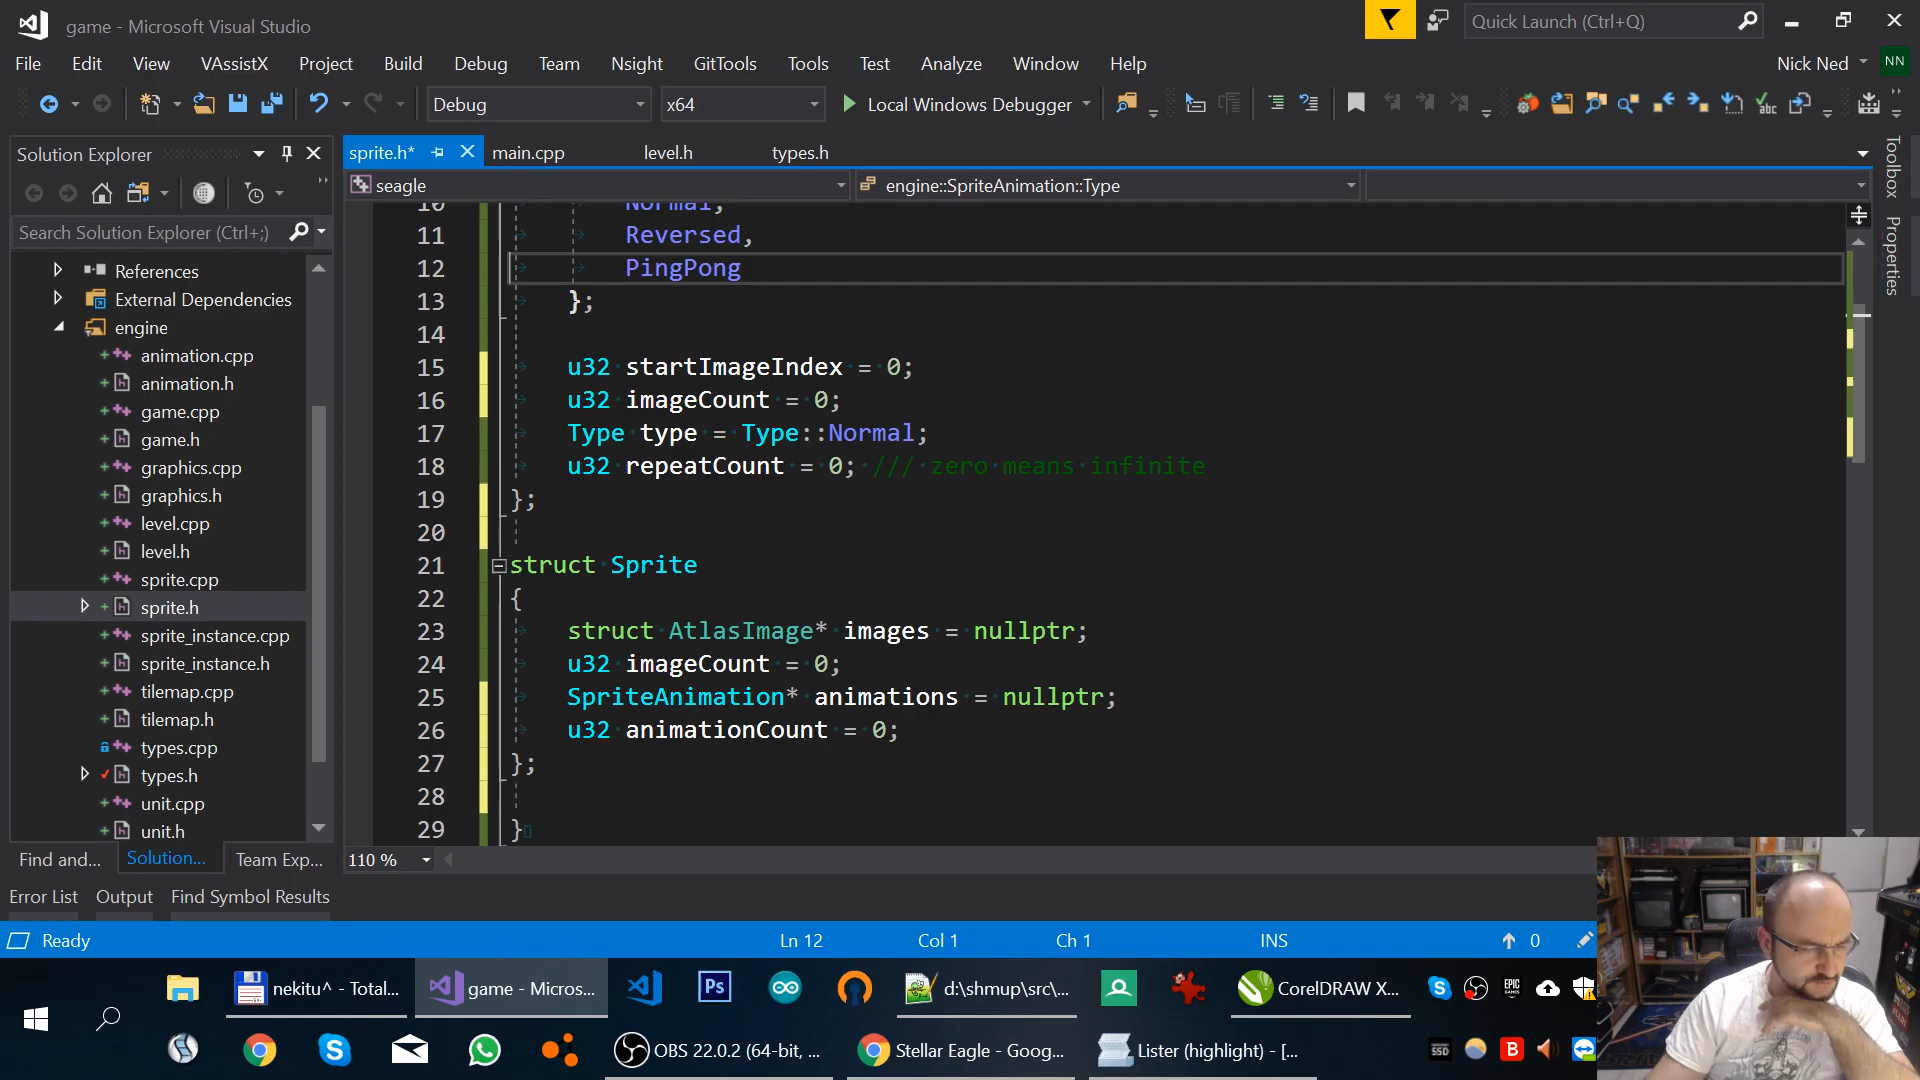 game - Microsoft Visual Studio
Quick Launch (Ctrl+Q)
File Edit View VAssistX Project Build Debug Team Nsight GitTools Tools Test Analyze Window Help
Nick Ned
NN
Debug
x64
Local Windows Debugger
Solution Explorer
sprite.h* main.cpp level.h types.h
Toolbox
Properties
seagle
engine::SpriteAnimation::Type
Search Solution Explorer (Ctrl+;)
References
External Dependencies
engine
animation.cpp
animation.h
game.cpp
game.h
graphics.cpp
graphics.h
level.cpp
level.h
sprite.cpp
sprite.h
sprite_instance.cpp
sprite_instance.h
tilemap.cpp
tilemap.h
types.cpp
types.h
unit.cpp
unit.h
10 Normal,
11 Reversed,
12 PingPong
13 };
14
15 u32 startImageIndex = 0;
16 u32 imageCount = 0;
17 Type type = Type::Normal;
18 u32 repeatCount = 0; /// zero means infinite
19 };
20
21 struct Sprite
22 {
23 struct AtlasImage* images = nullptr;
24 u32 imageCount = 0;
25 SpriteAnimation* animations = nullptr;
26 u32 animationCount = 0;
27 };
28
29 }
110 %
Find and... Solution... Team Exp...
Error List Output Find Symbol Results
Ready
Ln 12 Col 1 Ch 1 INS
0
nekitu^ - Total...
game - Micros...
Ps
d:\shmup\src\...
CorelDRAW X...
EPIC GAMES
OBS 22.0.2 (64-bit, ...
Stellar Eagle - Goog...
Lister (highlight) - [...
SSD
B